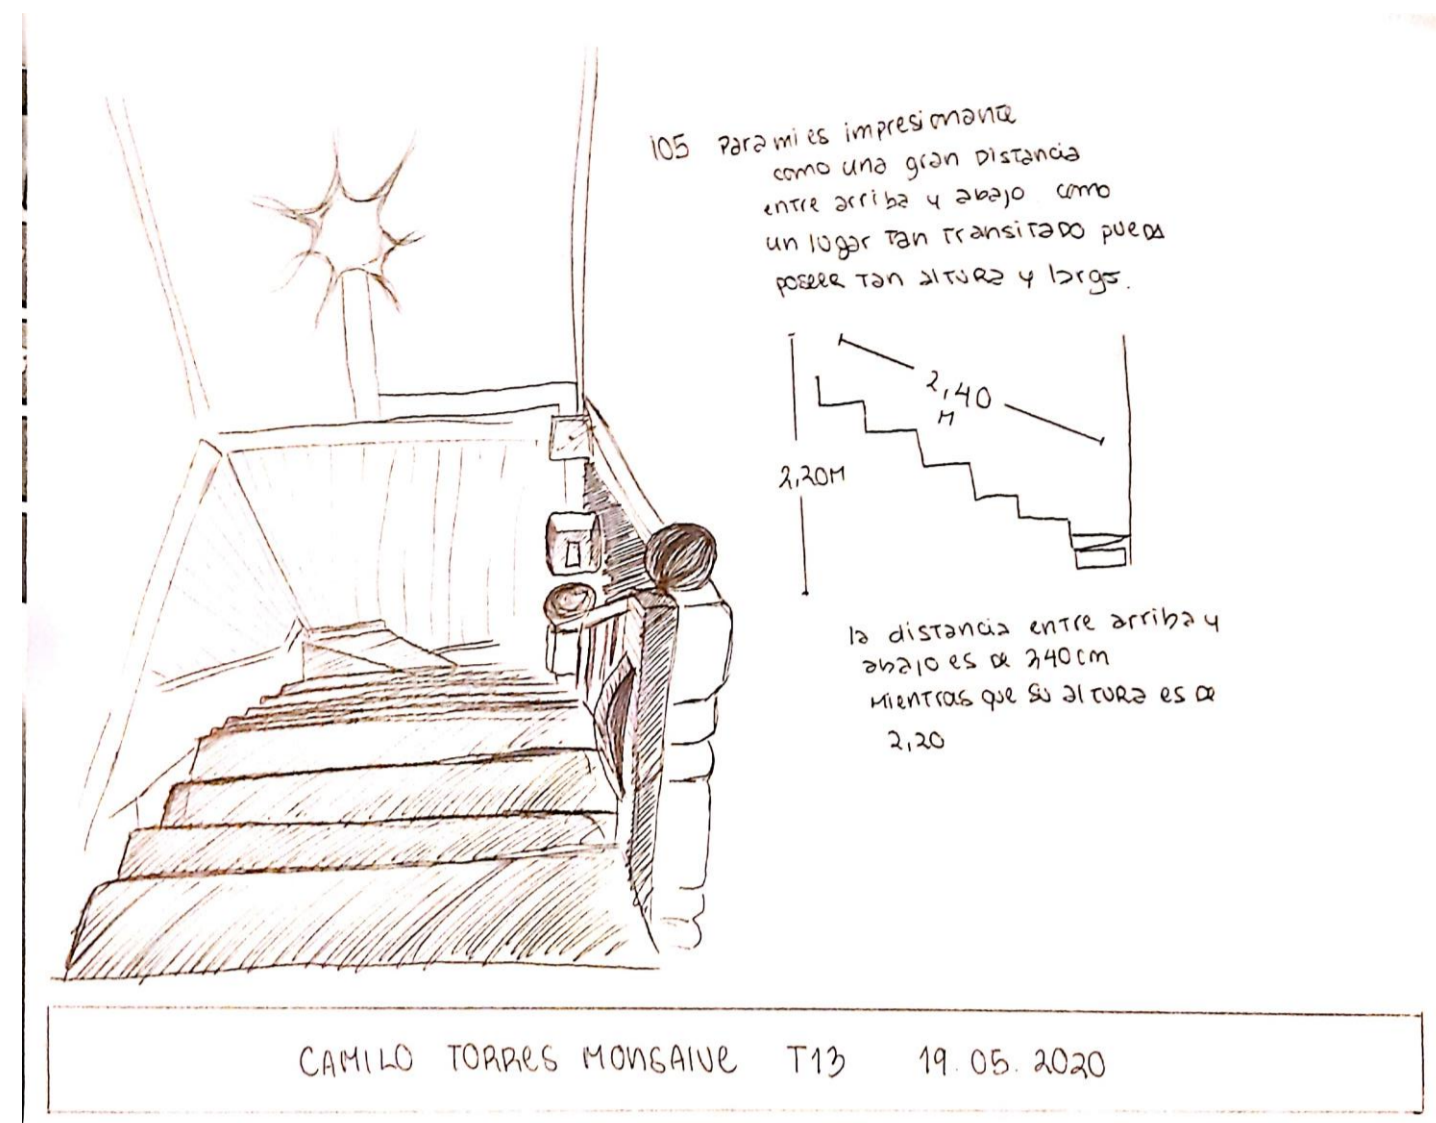 105 Para mi es impresionante
como una gran distancia
entre arriba y abajo como
un lugar tan transitado pueda
poseer tan altura y largo.
2,40
M
2,20M
la distancia entre arriba y
abajo es de 240cm
mientras que su altura es de
2,20
CAMILO TORRES MONSALVE T13 19.05.2020